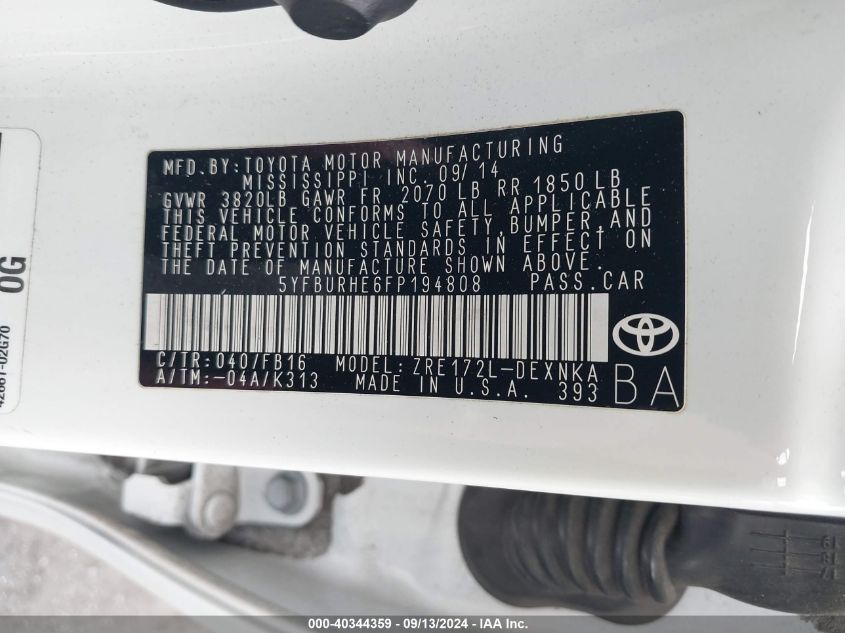 MFD. BY: TOYOTA MOTOR MANUFACTURING
MISSISSIPPI INC. 09/14
GVWR 3820LB GAWR FR 2070 LB RR 1850 LB
THIS VEHICLE CONFORMS TO ALL APPLICABLE
FEDERAL MOTOR VEHICLE SAFETY, BUMPER, AND
THEFT PREVENTION STANDARDS IN EFFECT ON
THE DATE OF MANUFACTURE SHOWN ABOVE.
5YFBURHE6FP194808 PASS. CAR
C/TR: 040/FB16 MODEL: ZRE172L-DEXNKA
A/TM: -04A/K313 MADE IN U.S.A. 393
BA
0G
42661-02G70
000-40344359 - 09/13/2024 - IAA Inc.